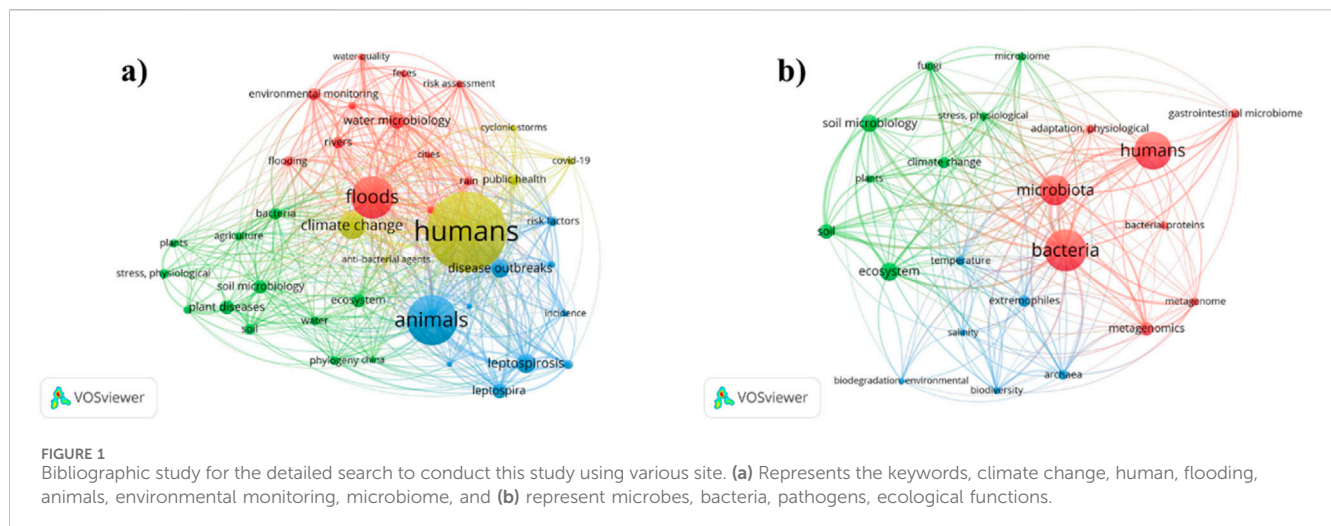 a)
water quality
feces
risk assessment
environmental monitoring
water microbiology
cyclonic storms
rivers
cities
covid-19
flooding
rain
public health
floods
bacteria
climate change
humans
risk factors
agriculture
plants
anti-bacterial agents
disease outbreaks
stress, physiological
soil microbiology
ecosystem
plant diseases
animals
incidence
soil
water
phylogeny
china
leptospirosis
leptospira
VOSviewer
b)
microbiome
fungi
gastrointestinal microbiome
soil microbiology
stress, physiological
adaptation, physiological
humans
climate change
plants
microbiota
bacterial proteins
soil
bacteria
temperature
ecosystem
extremophiles
metagenome
salinity
metagenomics
archaea
biodegradation, environmental
biodiversity
VOSviewer
FIGURE 1
Bibliographic study for the detailed search to conduct this study using various site. (a) Represents the keywords, climate change, human, flooding,
animals, environmental monitoring, microbiome, and (b) represent microbes, bacteria, pathogens, ecological functions.